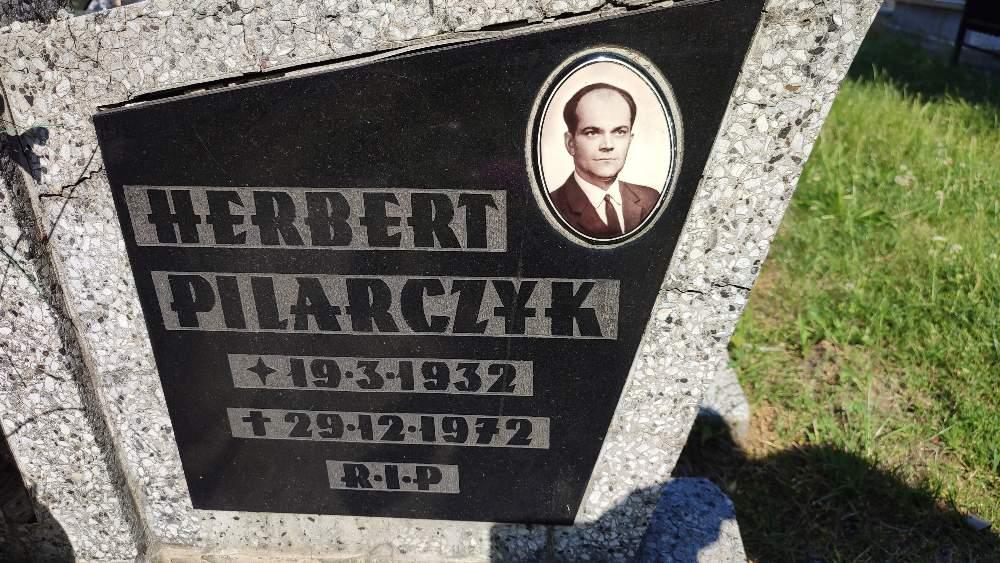 HERBERT
PILARCZYK
✦ 19·3·1932
✝ 29·12·1972
R·I·P